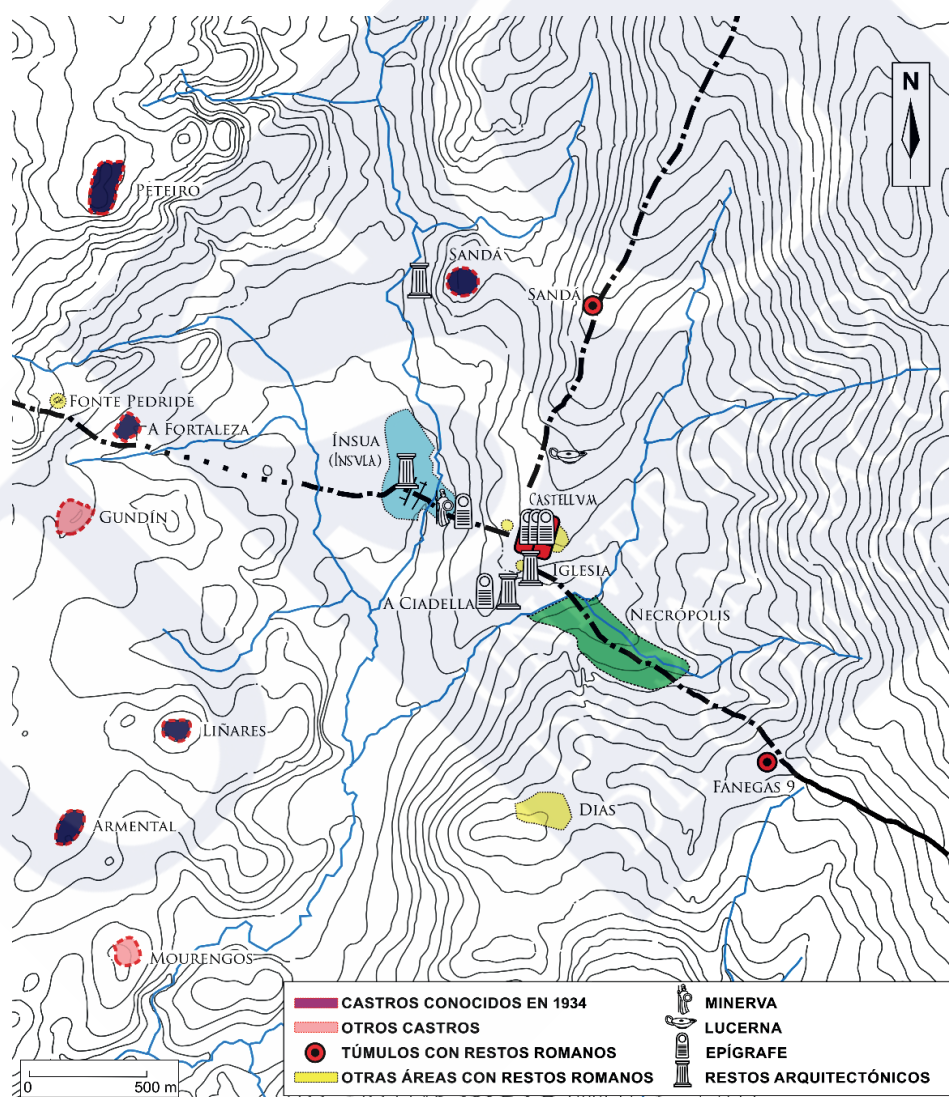 N
Peteiro
Sandá
Sandá
Fonte Pedride
A Fortaleza
Ínsua
(Ínsvla)
Castellvm
Gundín
Iglesia
A Ciadella
Necrópolis
Liñares
Fanegas 9
Dias
Armental
Mourengos
CASTROS CONOCIDOS EN 1934
OTROS CASTROS
TÚMULOS CON RESTOS ROMANOS
OTRAS ÁREAS CON RESTOS ROMANOS
MINERVA
LUCERNA
EPÍGRAFE
RESTOS ARQUITECTÓNICOS
0 500 m